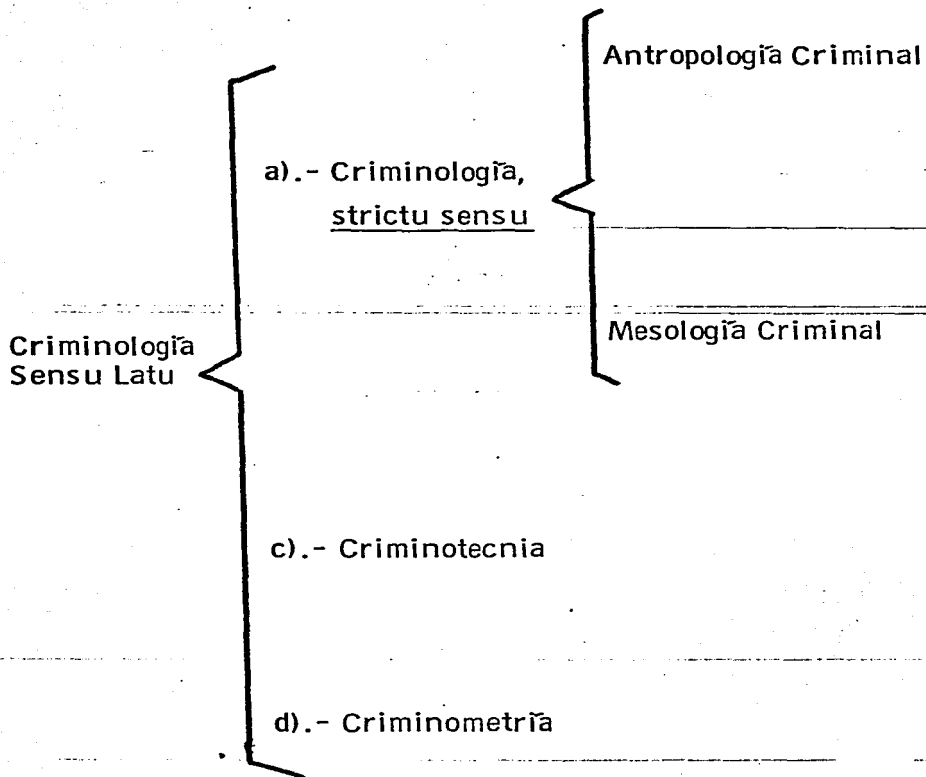 Antropología Criminal
a).- Criminología,
strictu sensu
Mesología Criminal
Criminología
Sensu Latu
c).- Criminotecnia
d).- Criminometría